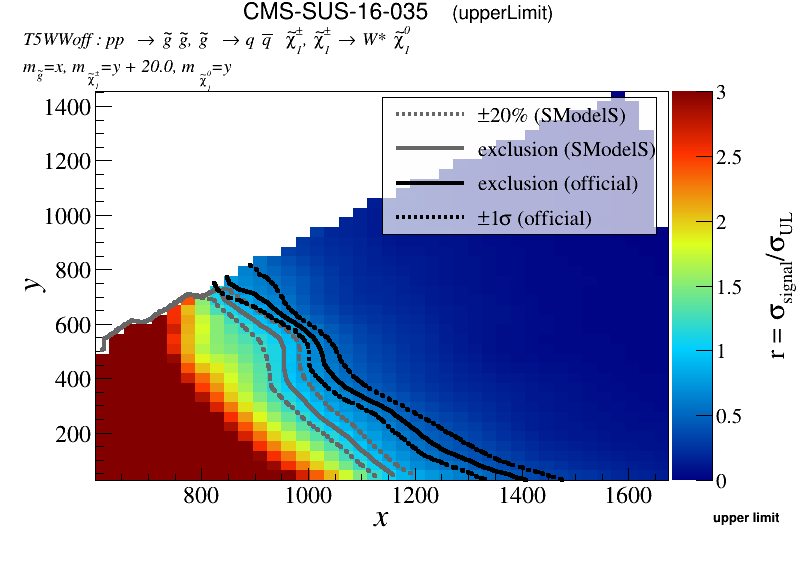 CMS-SUS-16-035 (upperLimit)
T5WWoff : pp → g̃ g̃, g̃ → q q̅ χ̃₁±, χ̃₁± → W* χ̃₁⁰
m_g̃=x, m_χ̃₁±=y + 20.0, m_χ̃₁⁰=y
±20% (SModelS)
exclusion (SModelS)
exclusion (official)
±1σ (official)
1400
1200
1000
800
600
400
200
y
800 1000 1200 1400 1600
x
3
2.5
2
1.5
1
0.5
0
r = σ_signal/σ_UL
upper limit